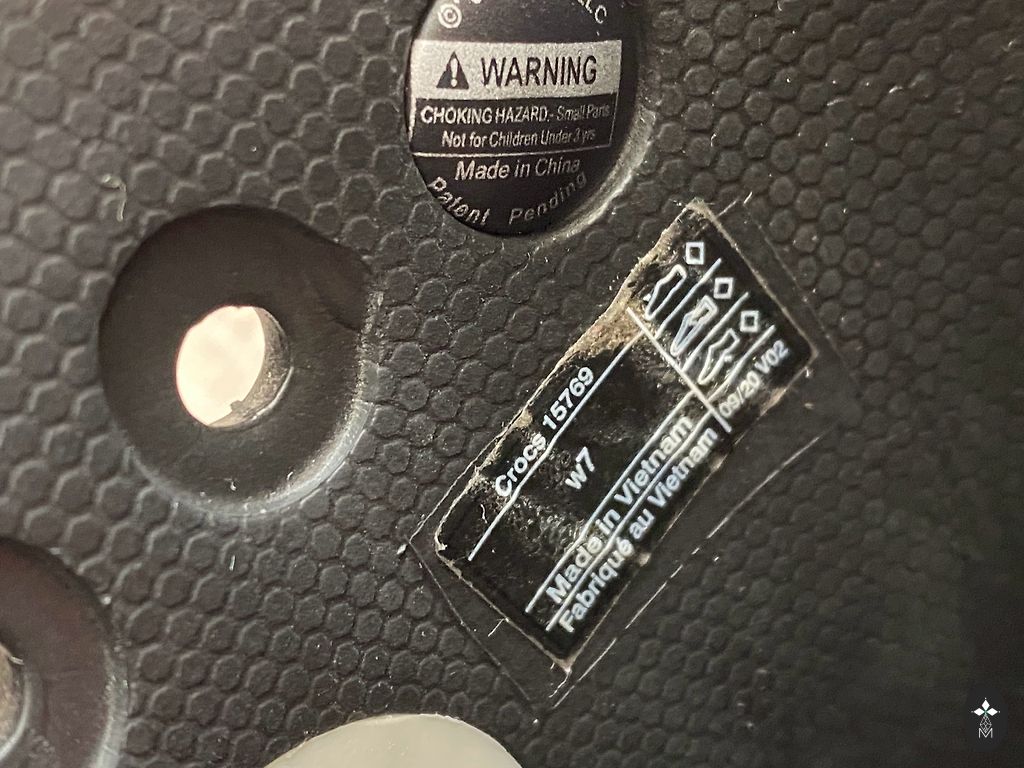 ©
LLC
WARNING
CHOKING HAZARD - Small Parts
Not for Children Under 3 yrs
Made in China
Patent Pending
Crocs 15769
w7
Made in Vietnam
Fabriqué au Vietnam
09/20 V02
M